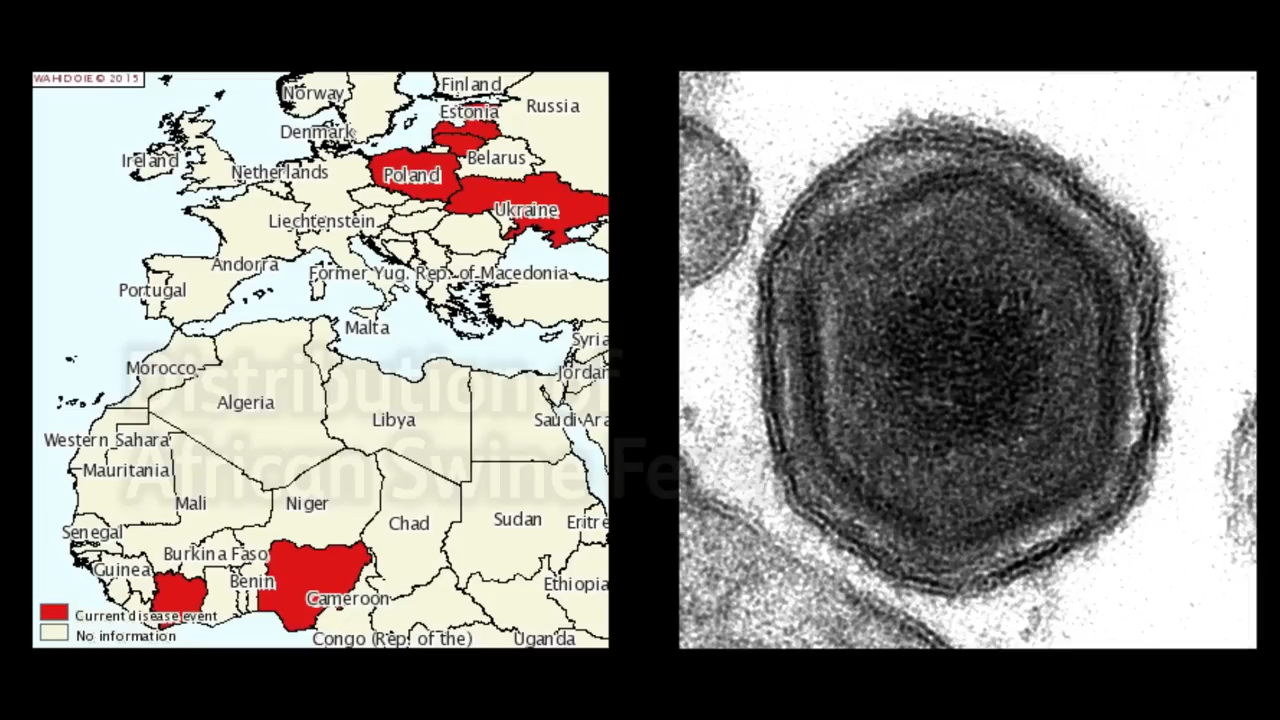 WAHID OIE © 2015
Finland
Norway
Russia
Estonia
Denmark
Ireland
Belarus
Netherlands
Poland
Ukraine
Liechtenstein
Andorra
Former Yug. Rep. of Macedonia
Portugal
Malta
Syria
Morocco
Jordan
Algeria
Libya
Saudi Ara
Western Sahara
Mauritania
Mali
Niger
Chad
Sudan
Eritre
Senegal
Burkina Faso
Guinea
Benin
Ethiopia
Cameroon
Current disease event
No information
Congo (Rep. of the)
Uganda
Distribution of
African Swine Fe